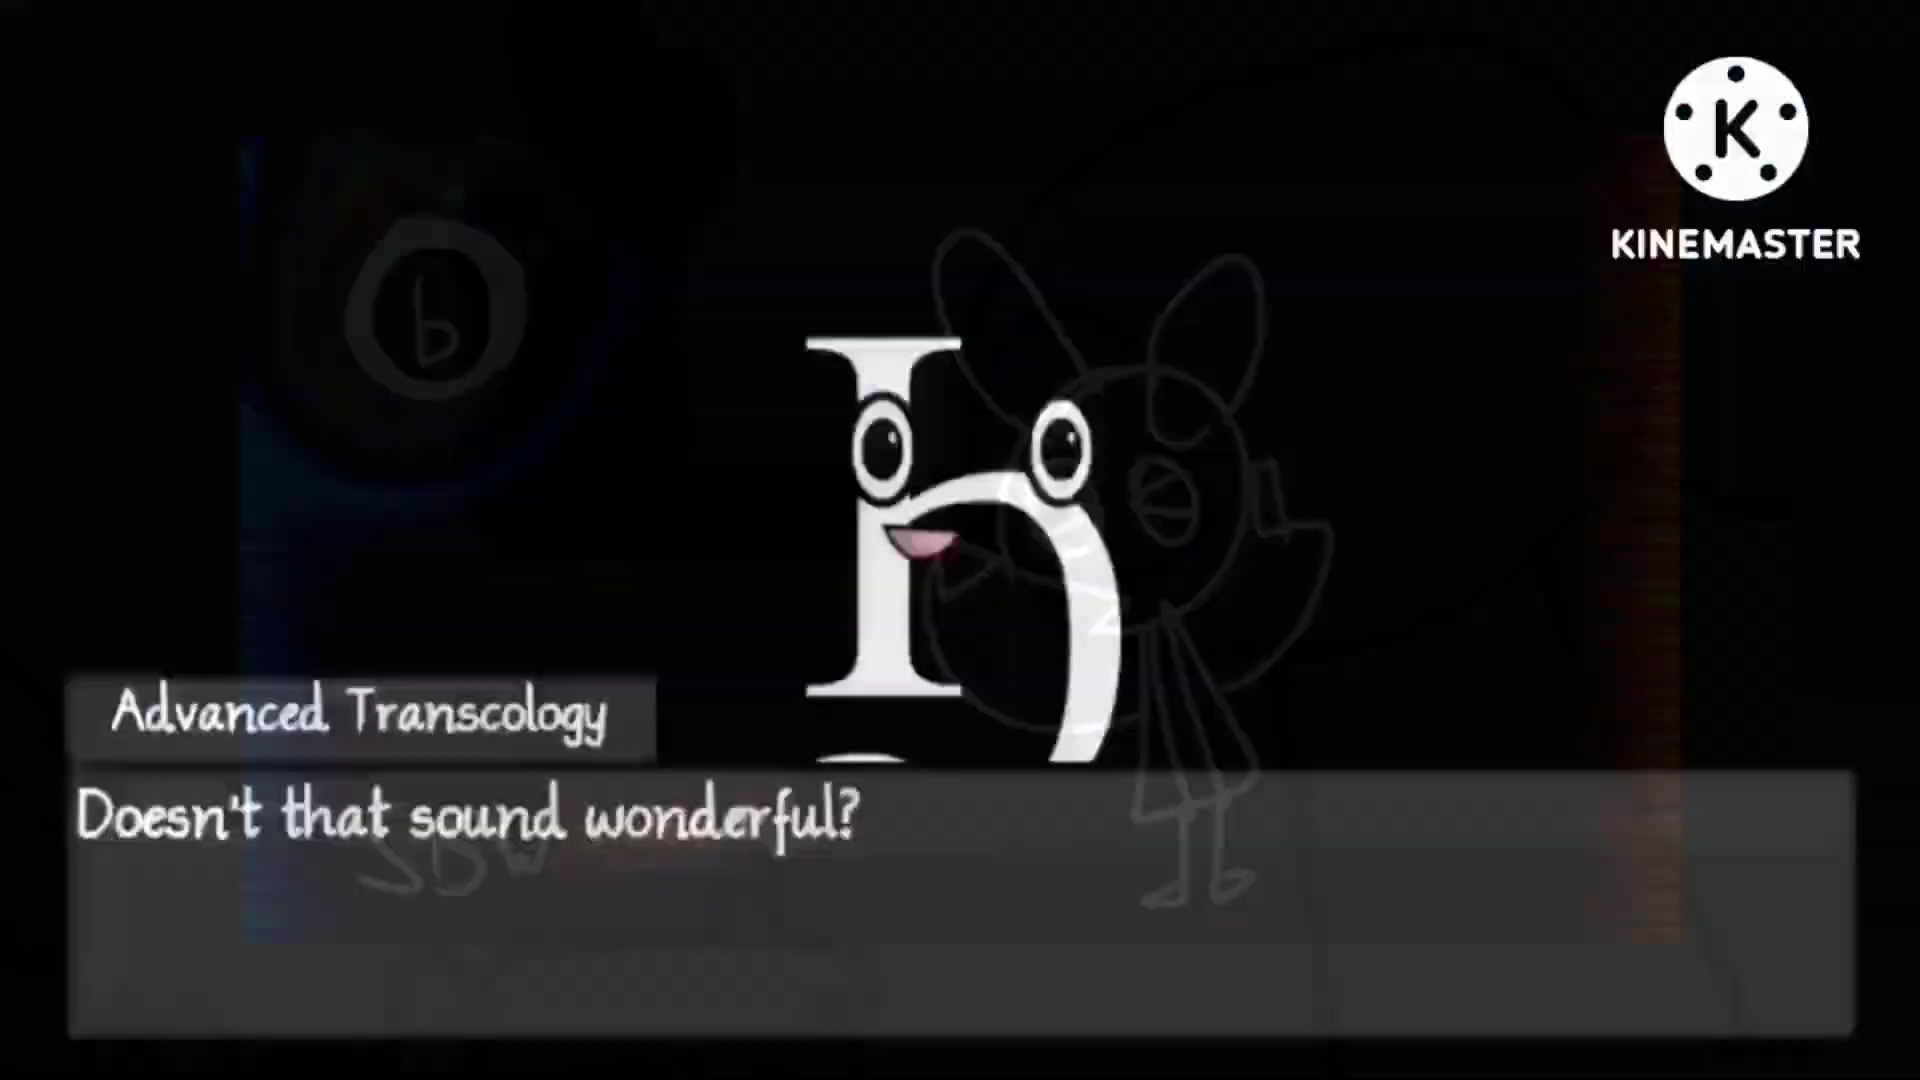 K
KINEMASTER
b
Advanced Transcology
Doesn't that sound wonderful?